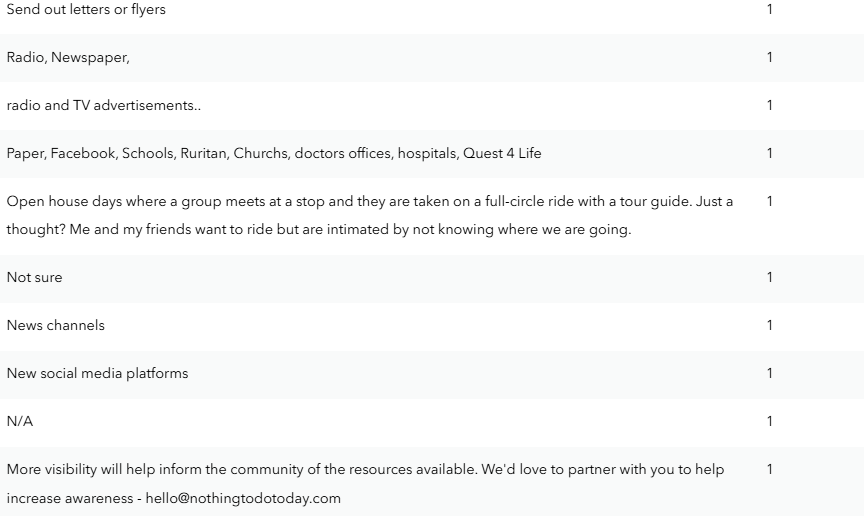 Send out letters or flyers 1
Radio, Newspaper, 1
radio and TV advertisements.. 1
Paper, Facebook, Schools, Ruritan, Churchs, doctors offices, hospitals, Quest 4 Life 1
Open house days where a group meets at a stop and they are taken on a full-circle ride with a tour guide. Just a 1
thought? Me and my friends want to ride but are intimated by not knowing where we are going.
Not sure 1
News channels 1
New social media platforms 1
N/A 1
More visibility will help inform the community of the resources available. We'd love to partner with you to help 1
increase awareness - hello@nothingtodotoday.com